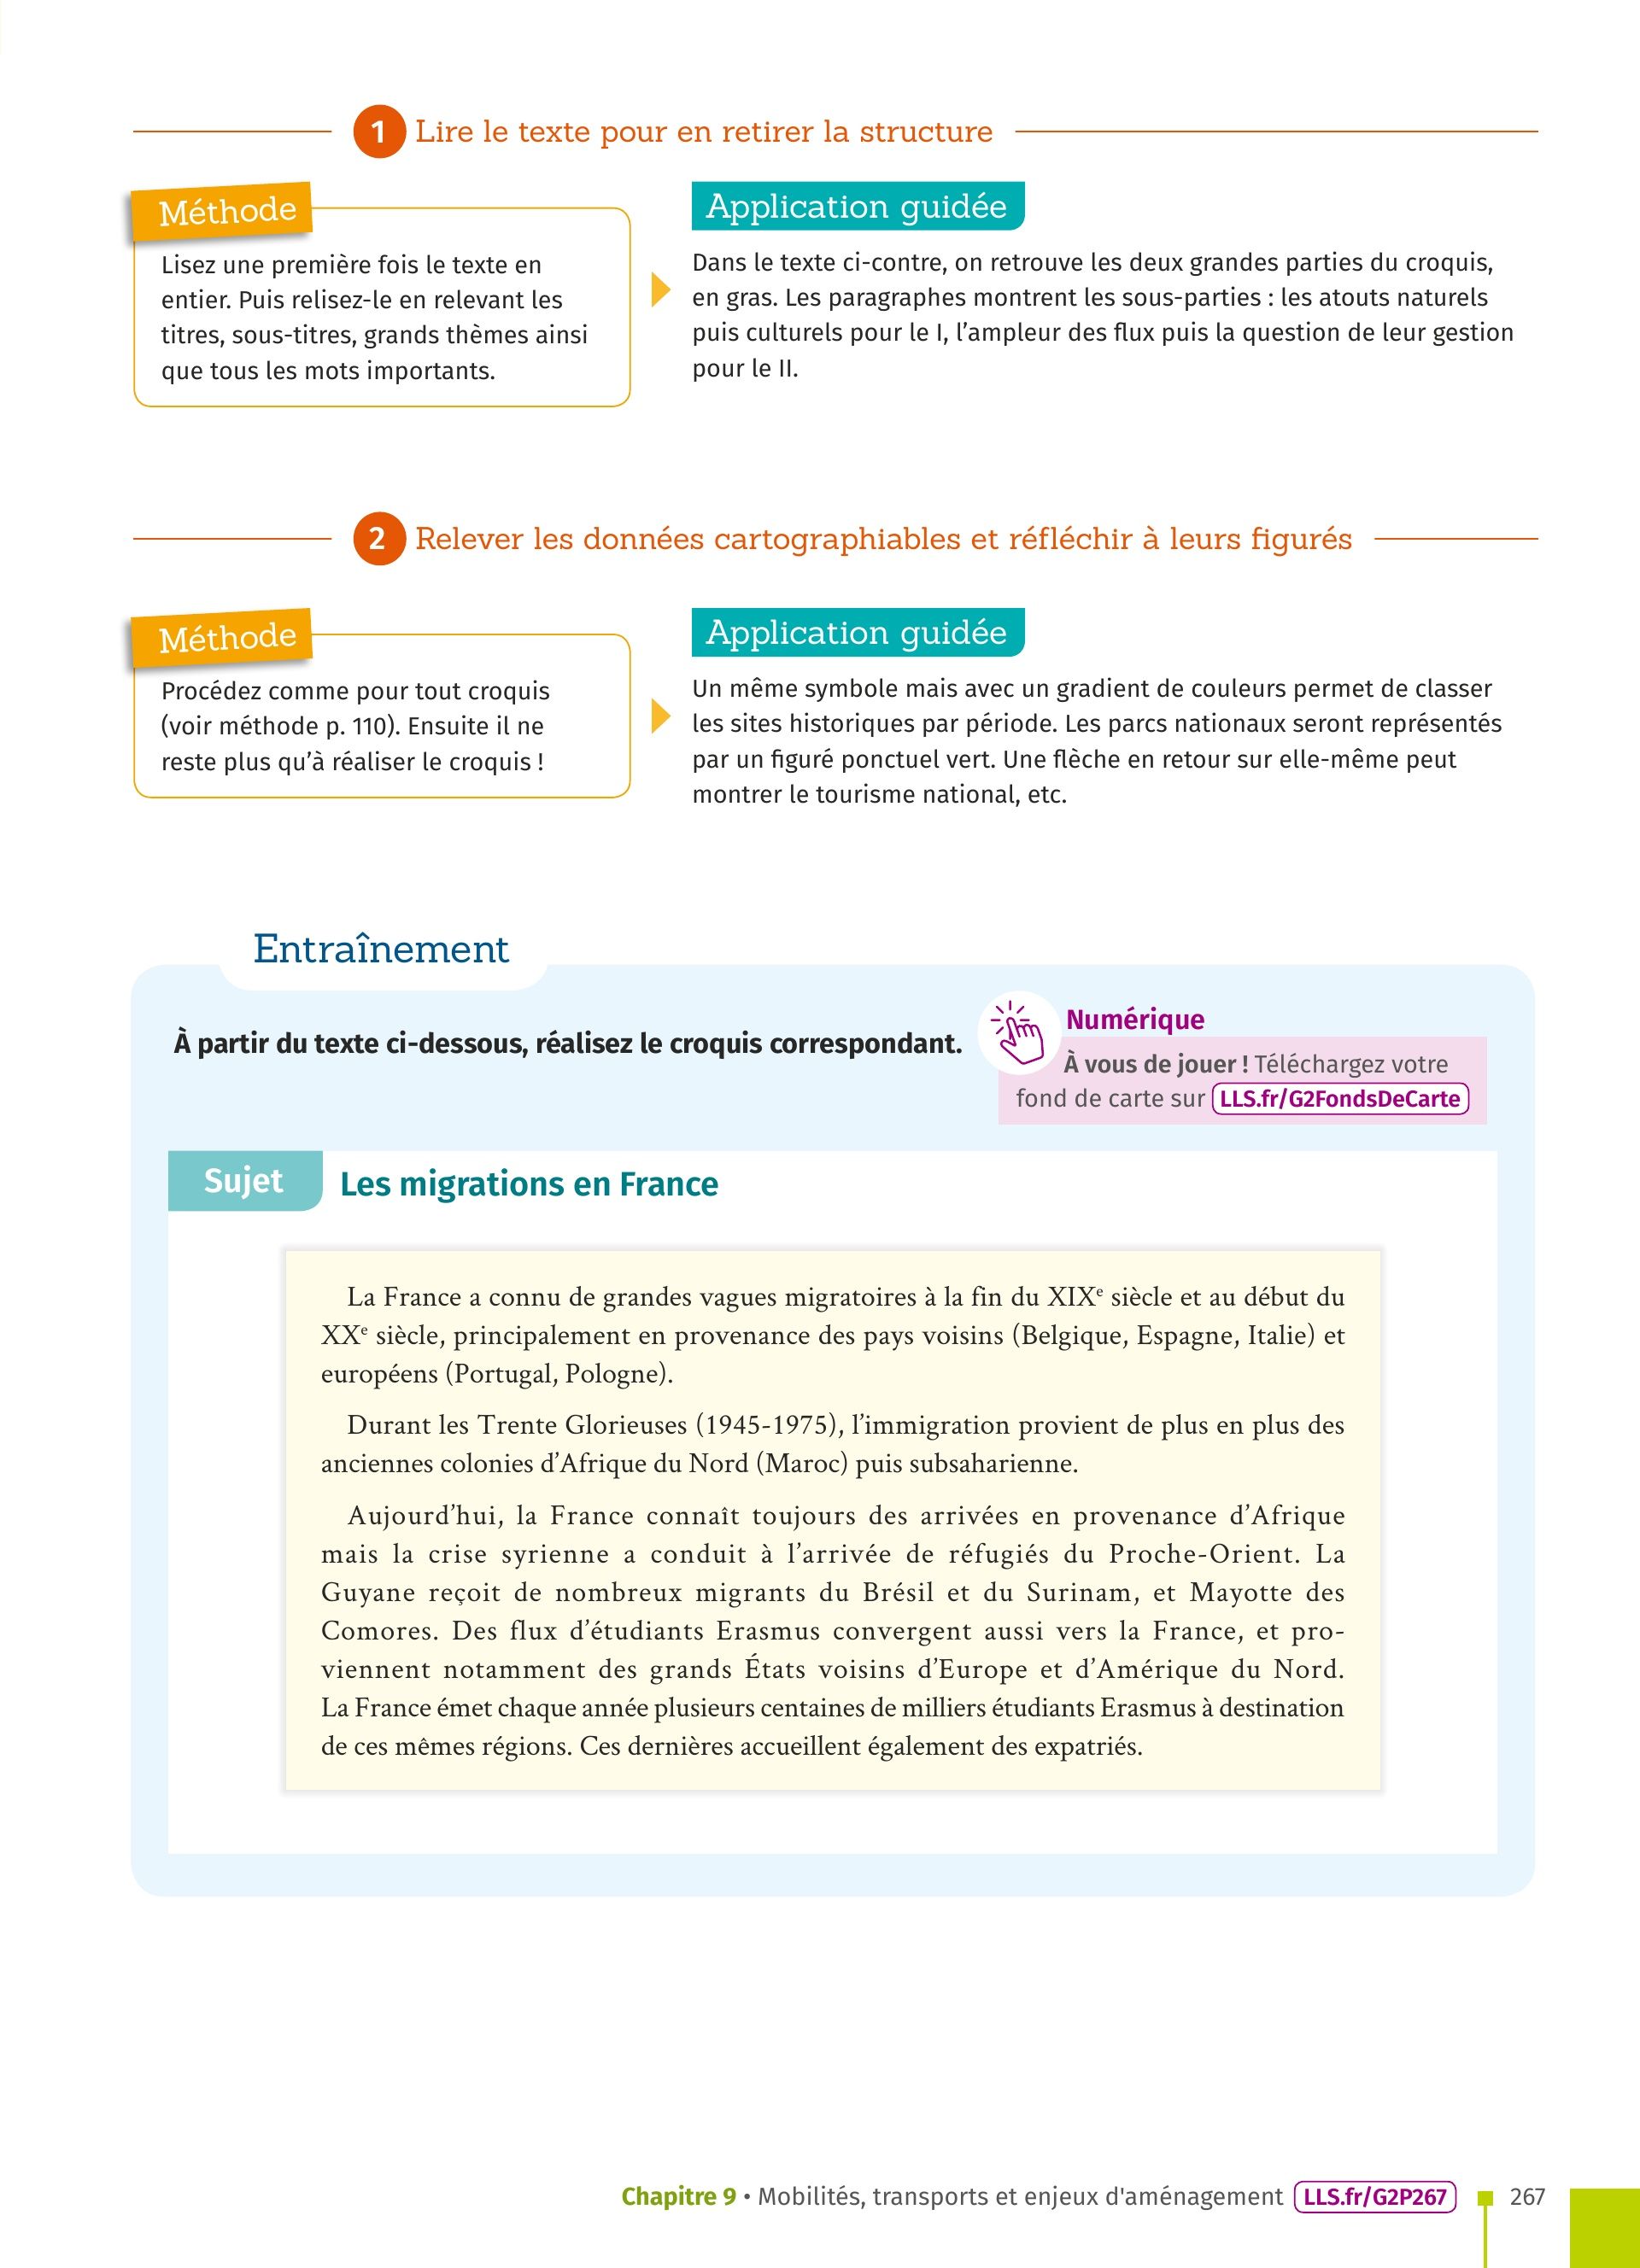 1 Lire le texte pour en retirer la structure
Méthode
Lisez une première fois le texte en
entier. Puis relisez-le en relevant les
titres, sous-titres, grands thèmes ainsi
que tous les mots importants.
Application guidée
Dans le texte ci-contre, on retrouve les deux grandes parties du croquis,
en gras. Les paragraphes montrent les sous-parties : les atouts naturels
puis culturels pour le I, l’ampleur des flux puis la question de leur gestion
pour le II.
2 Relever les données cartographiables et réfléchir à leurs figurés
Méthode
Procédez comme pour tout croquis
(voir méthode p. 110). Ensuite il ne
reste plus qu’à réaliser le croquis !
Application guidée
Un même symbole mais avec un gradient de couleurs permet de classer
les sites historiques par période. Les parcs nationaux seront représentés
par un figuré ponctuel vert. Une flèche en retour sur elle-même peut
montrer le tourisme national, etc.
Entraînement
À partir du texte ci-dessous, réalisez le croquis correspondant.
Numérique
À vous de jouer ! Téléchargez votre
fond de carte sur LLS.fr/G2FondsDeCarte
Sujet Les migrations en France
La France a connu de grandes vagues migratoires à la fin du XIXe siècle et au début du
XXe siècle, principalement en provenance des pays voisins (Belgique, Espagne, Italie) et
européens (Portugal, Pologne).
Durant les Trente Glorieuses (1945-1975), l’immigration provient de plus en plus des
anciennes colonies d’Afrique du Nord (Maroc) puis subsaharienne.
Aujourd’hui, la France connaît toujours des arrivées en provenance d’Afrique
mais la crise syrienne a conduit à l’arrivée de réfugiés du Proche-Orient. La
Guyane reçoit de nombreux migrants du Brésil et du Surinam, et Mayotte des
Comores. Des flux d’étudiants Erasmus convergent aussi vers la France, et pro-
viennent notamment des grands États voisins d’Europe et d’Amérique du Nord.
La France émet chaque année plusieurs centaines de milliers étudiants Erasmus à destination
de ces mêmes régions. Ces dernières accueillent également des expatriés.
Chapitre 9 • Mobilités, transports et enjeux d'aménagement LLS.fr/G2P267 267